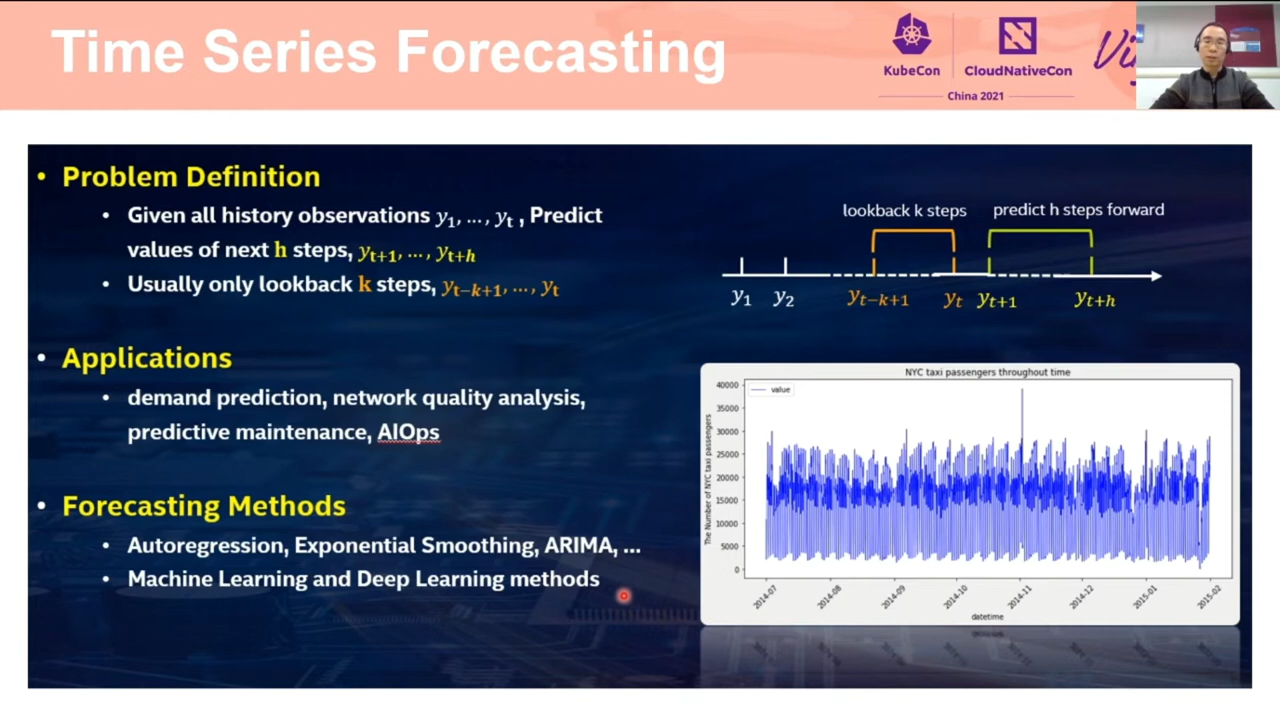 Time Series Forecasting
KubeCon
CloudNativeCon
China 2021
• Problem Definition
• Given all history observations y₁, …, yₜ , Predict
values of next h steps, yₜ₊₁, …, yₜ₊ₕ
• Usually only lookback k steps, yₜ₋ₖ₊₁, …, yₜ
• Applications
• demand prediction, network quality analysis,
predictive maintenance, AIOps
• Forecasting Methods
• Autoregression, Exponential Smoothing, ARIMA, ...
• Machine Learning and Deep Learning methods
lookback k steps
predict h steps forward
y₁ y₂ yₜ₋ₖ₊₁ yₜ yₜ₊₁ yₜ₊ₕ
NYC taxi passengers throughout time
value
The Number of NYC taxi passengers
40000
35000
30000
25000
20000
15000
10000
5000
0
2014-07
2014-08
2014-09
2014-10
2014-11
2014-12
2015-01
2015-02
datetime